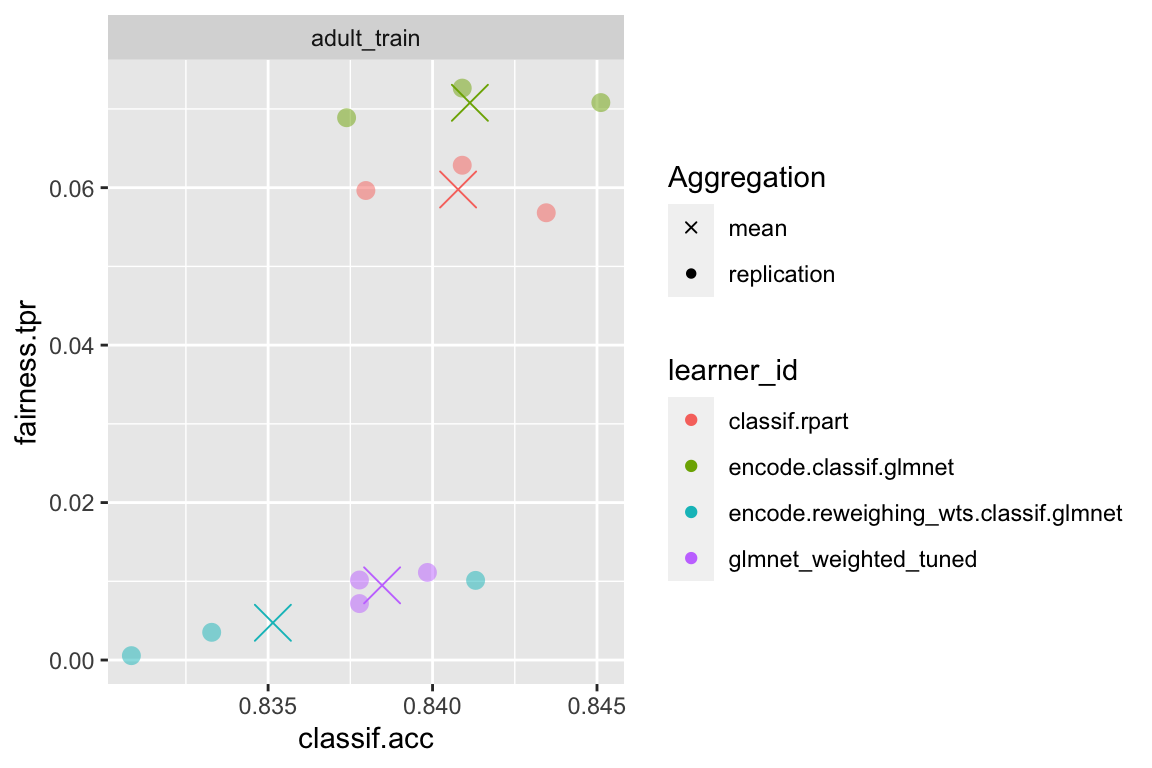 adult_train
fairness.tpr
0.06
0.04
0.02
0.00
0.835
0.840
0.845
classif.acc
Aggregation
mean
replication
learner_id
classif.rpart
encode.classif.glmnet
encode.reweighing_wts.classif.glmnet
glmnet_weighted_tuned